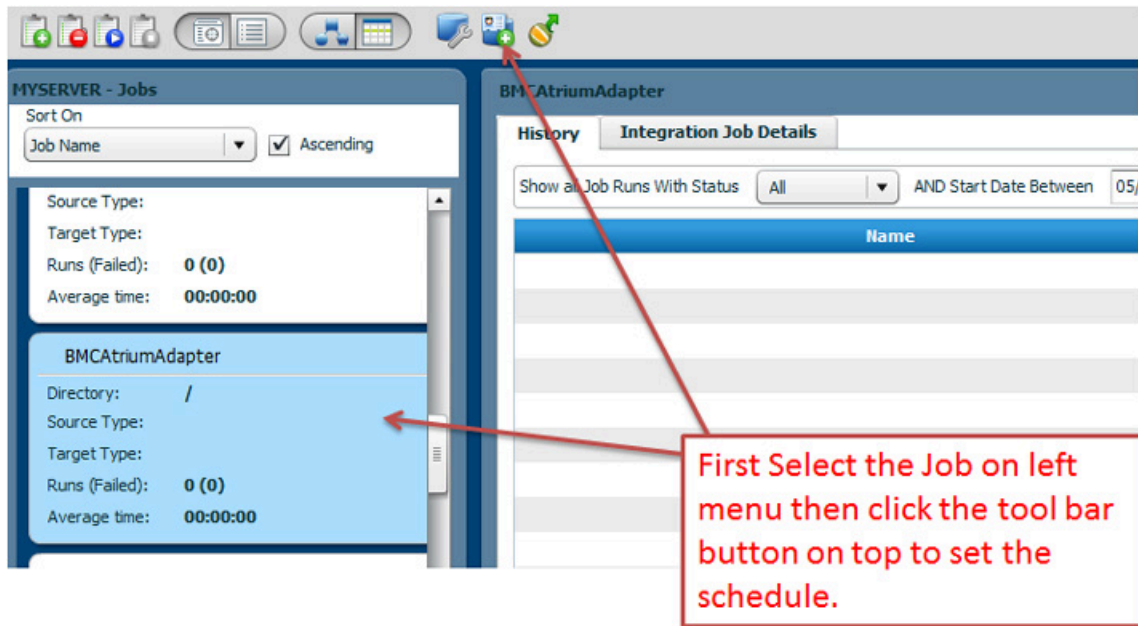 MYSERVER - Jobs
Sort On
Job Name
Ascending
Source Type:
Target Type:
Runs (Failed): 0 (0)
Average time: 00:00:00
BMCAtriumAdapter
Directory: /
Source Type:
Target Type:
Runs (Failed): 0 (0)
Average time: 00:00:00
BMCAtriumAdapter
History Integration Job Details
Show all Job Runs With Status All AND Start Date Between 05/
Name
First Select the Job on left
menu then click the tool bar
button on top to set the
schedule.